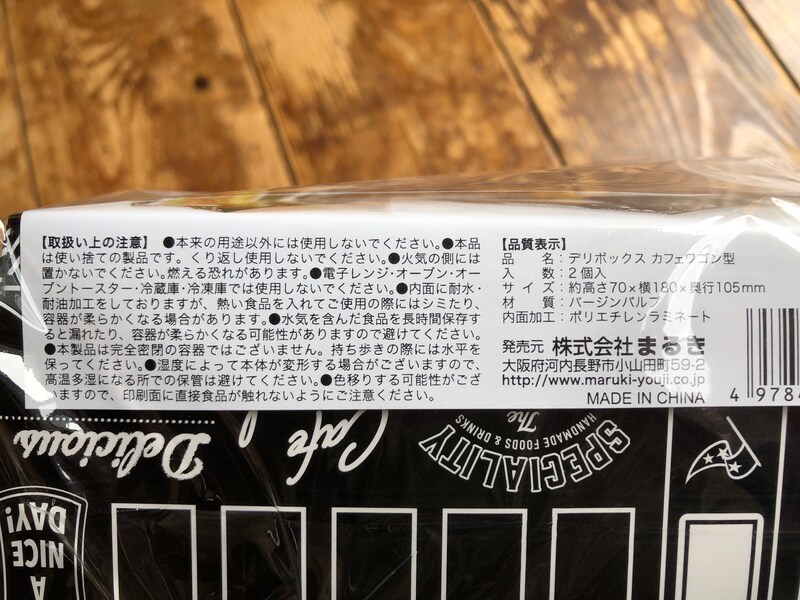 【取扱い上の注意】 ●本来の用途以外には使用しないでください。●本品
は使い捨ての製品です。くり返し使用しないでください。●火気の側には
置かないでください。燃える恐れがあります。●電子レンジ・オーブン・オー
ブントースター・冷蔵庫・冷凍庫では使用しないでください。●内面に耐水・
耐油加工をしておりますが、熱い食品を入れてご使用の際にはシミたり、
容器が柔らかくなる場合があります。●水気を含んだ食品を長時間保存す
ると漏れたり、容器が柔らかくなる可能性がありますので避けてください。
●本製品は完全密閉の容器ではございません。持ち歩きの際には水平を
保ってください。●湿度によって本体が変形する場合がございますので、
高温多湿になる所での保管は避けてください。●色移りする可能性がござ
いますので、印刷面に直接食品が触れないようにご注意ください。
【品質表示】
品名：デリボックス カフェワゴン型
入数：2個入
サイズ：約高さ70×横180×奥行105mm
材質：バージンパルプ
内面加工：ポリエチレンラミネート
発売元 株式会社 まるき
大阪府河内長野市小山田町59-2
http://www.maruki-youji.co.jp
MADE IN CHINA
4 9784
Delicious
Cafe
The
SPECIALITY
HANDMADE FOODS & DRINKS
A
NICE
DAY!